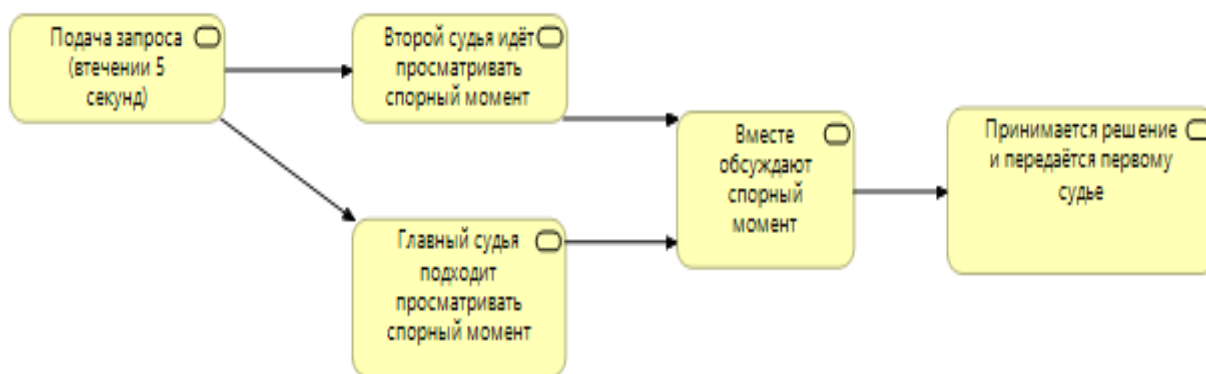 Подача запроса
(втечении 5
секунд)
Второй судья идёт
просматривать
спорный момент
Главный судья
подходит
просматривать
спорный момент
Вместе
обсуждают
спорный
момент
Принимается решение
и передаётся первому
судье